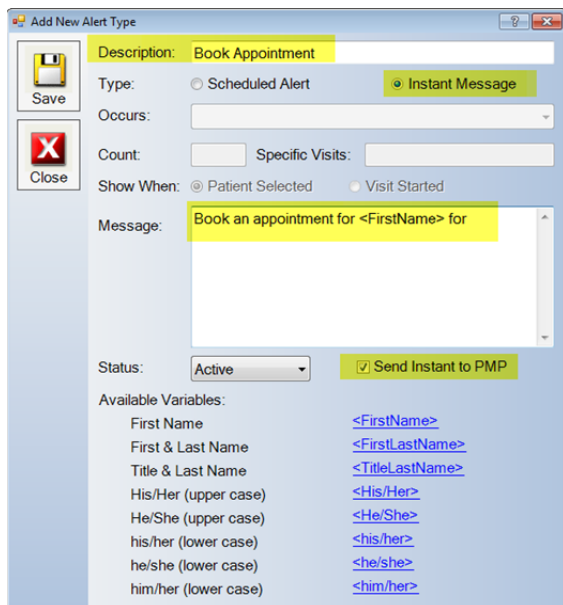 Add New Alert Type
Save
Close
Description: Book Appointment
Type: Scheduled Alert Instant Message
Occurs:
Count: Specific Visits:
Show When: Patient Selected Visit Started
Message: Book an appointment for <FirstName> for
Status: Active Send Instant to PMP
Available Variables:
First Name <FirstName>
First & Last Name <FirstLastName>
Title & Last Name <TitleLastName>
His/Her (upper case) <His/Her>
He/She (upper case) <He/She>
his/her (lower case) <his/her>
he/she (lower case) <he/she>
him/her (lower case) <him/her>